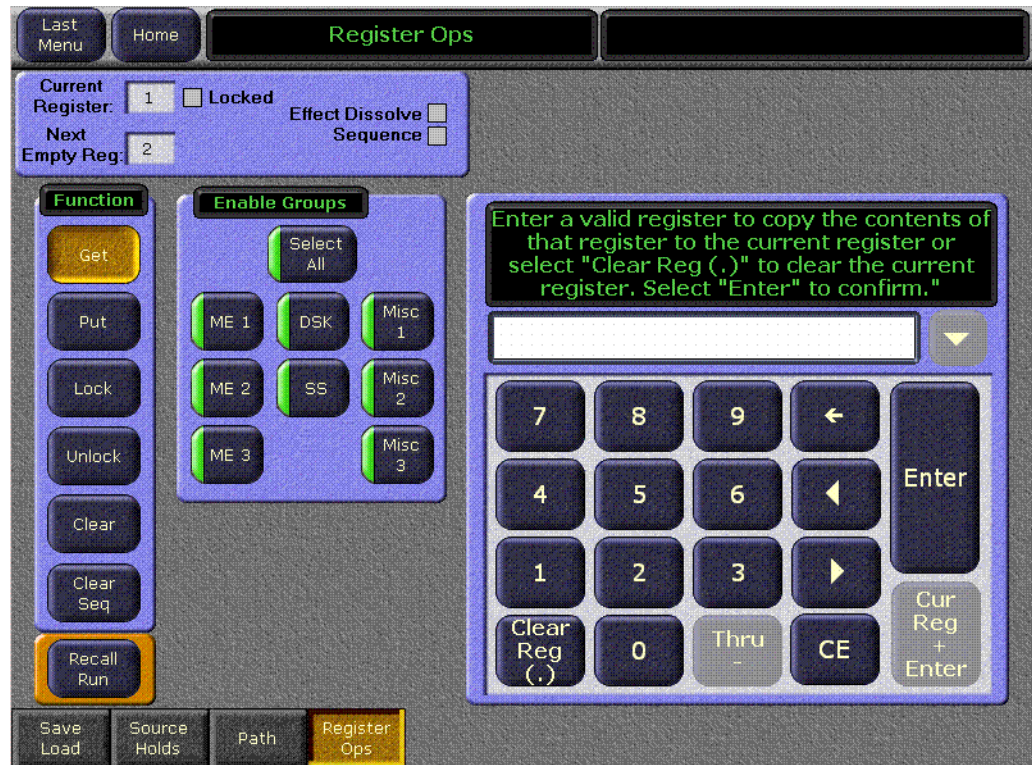 Last
Menu
Home
Register Ops
Current
Register:
1
Locked
Effect Dissolve
Next
Empty Reg:
2
Sequence
Function
Get
Put
Lock
Unlock
Clear
Clear
Seq
Recall
Run
Enable Groups
Select
All
ME 1
DSK
Misc
1
ME 2
SS
Misc
2
ME 3
Misc
3
Enter a valid register to copy the contents of
that register to the current register or
select "Clear Reg (.)" to clear the current
register. Select "Enter" to confirm."
7
8
9
←
4
5
6
Enter
1
2
3
Clear
Reg
(.)
0
Thru
-
CE
Cur
Reg
+
Enter
Save
Load
Source
Holds
Path
Register
Ops